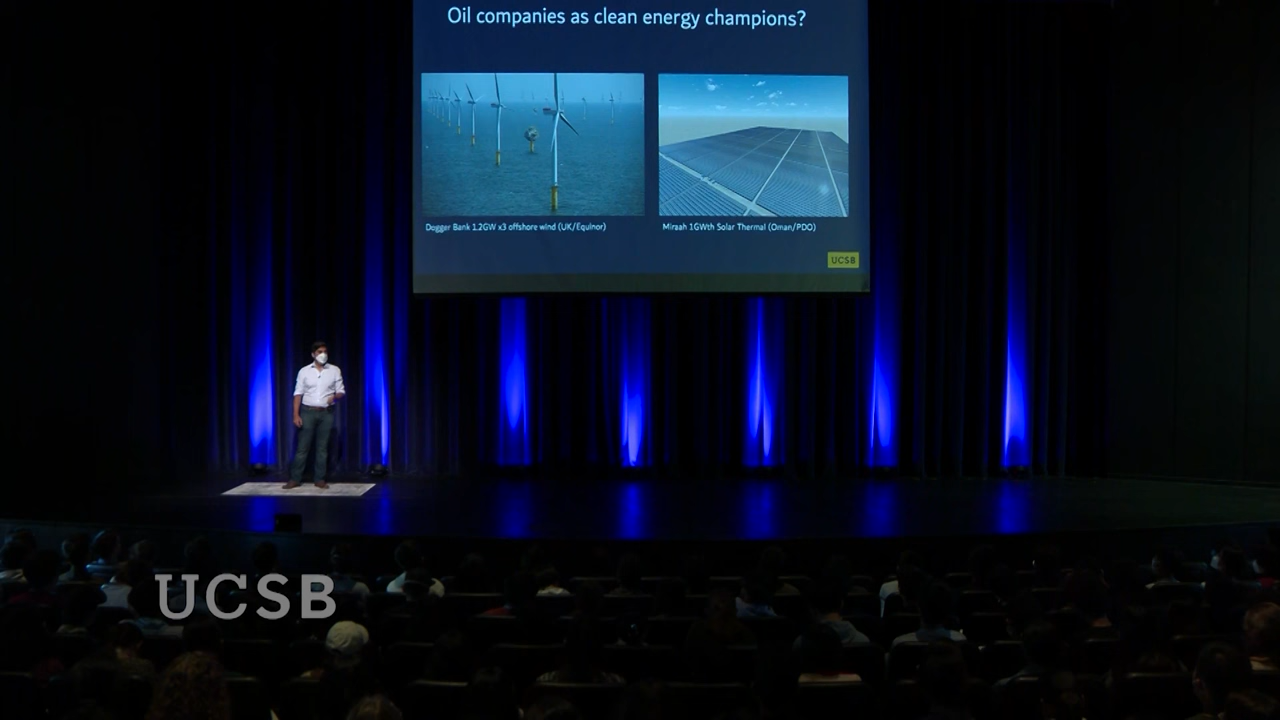 Oil companies as clean energy champions?
Dogger Bank 1.2GW x3 offshore wind (UK/Equinor)
Miraah 1GWth Solar Thermal (Oman/PDO)
UCSB
UCSB